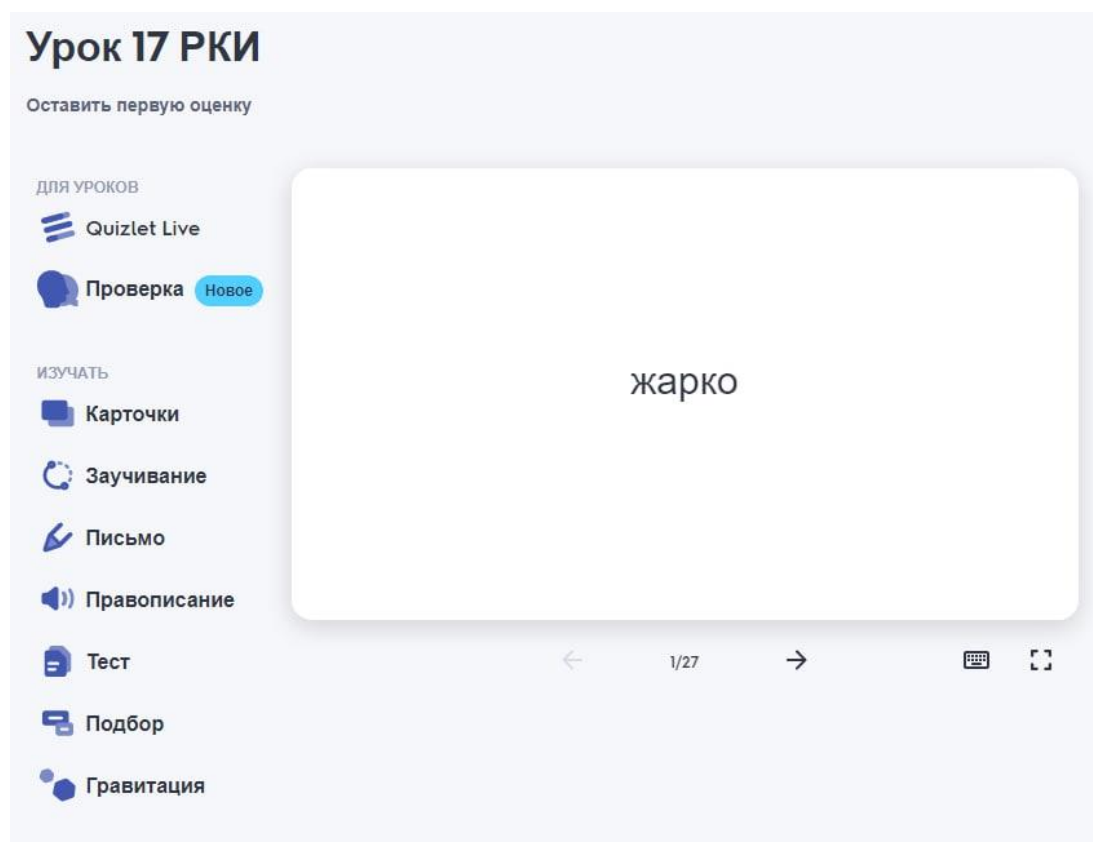 Урок 17 РКИ
Оставить первую оценку
ДЛЯ УРОКОВ
Quizlet Live
Проверка Новое
ИЗУЧАТЬ
Карточки
Заучивание
Письмо
Правописание
Тест
Подбор
Гравитация
жарко
1/27